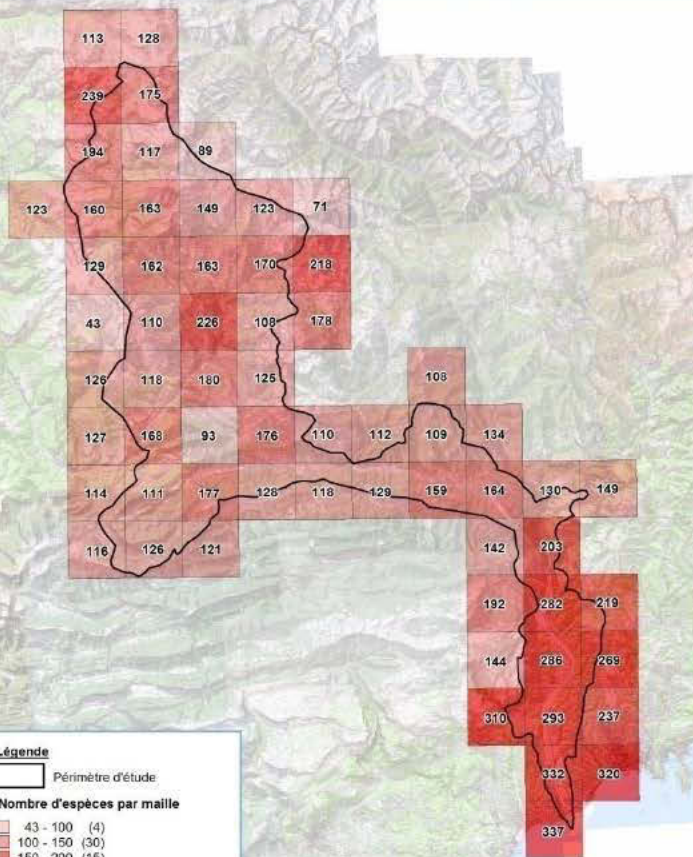 113 128
239 175
194 117 89
123 160 163 149 123 71
129 162 163 170 218
43 110 226 108 178
126 118 180 125 108
127 168 93 176 110 112 109 134
114 111 177 128 118 129 159 164 130 149
116 126 121 142 203
192 282 219
144 286 269
310 293 237
332 320
337
Légende
Périmètre d'étude
Nombre d'espèces par maille
43 - 100 (4)
100 - 150 (30)
150 - 200 (15)